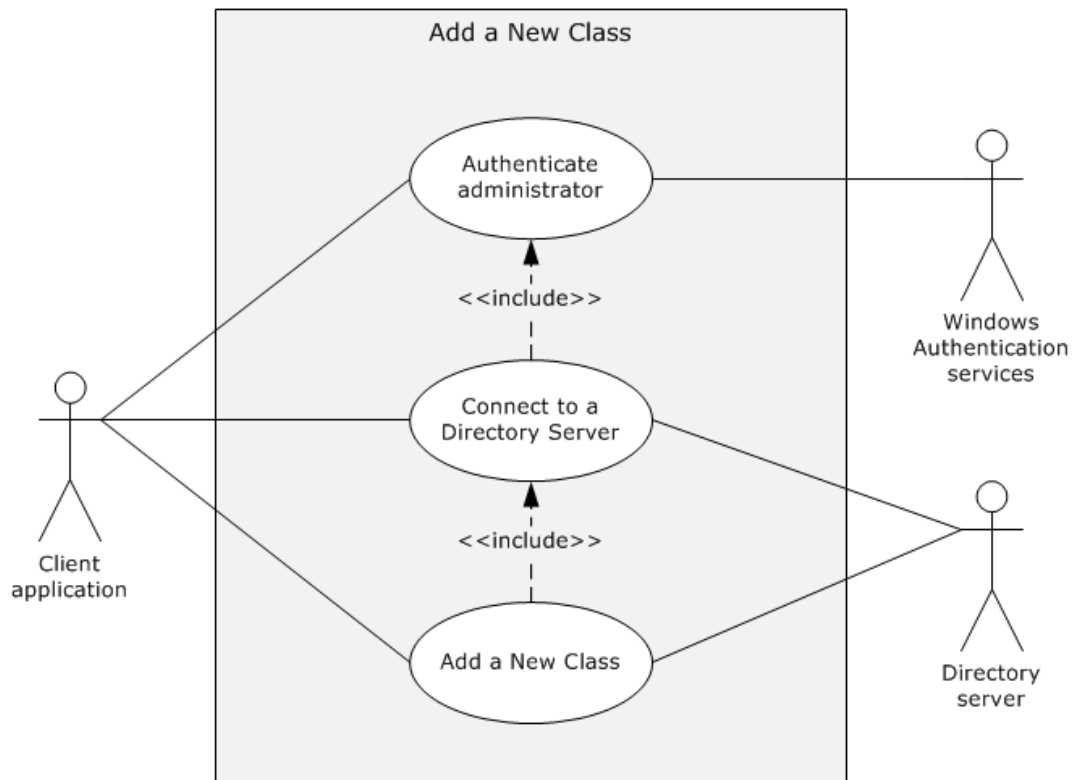 Add a New Class
Authenticate
administrator
<<include>>
Windows
Authentication
services
Connect to a
Directory Server
<<include>>
Client
application
Add a New Class
Directory
server